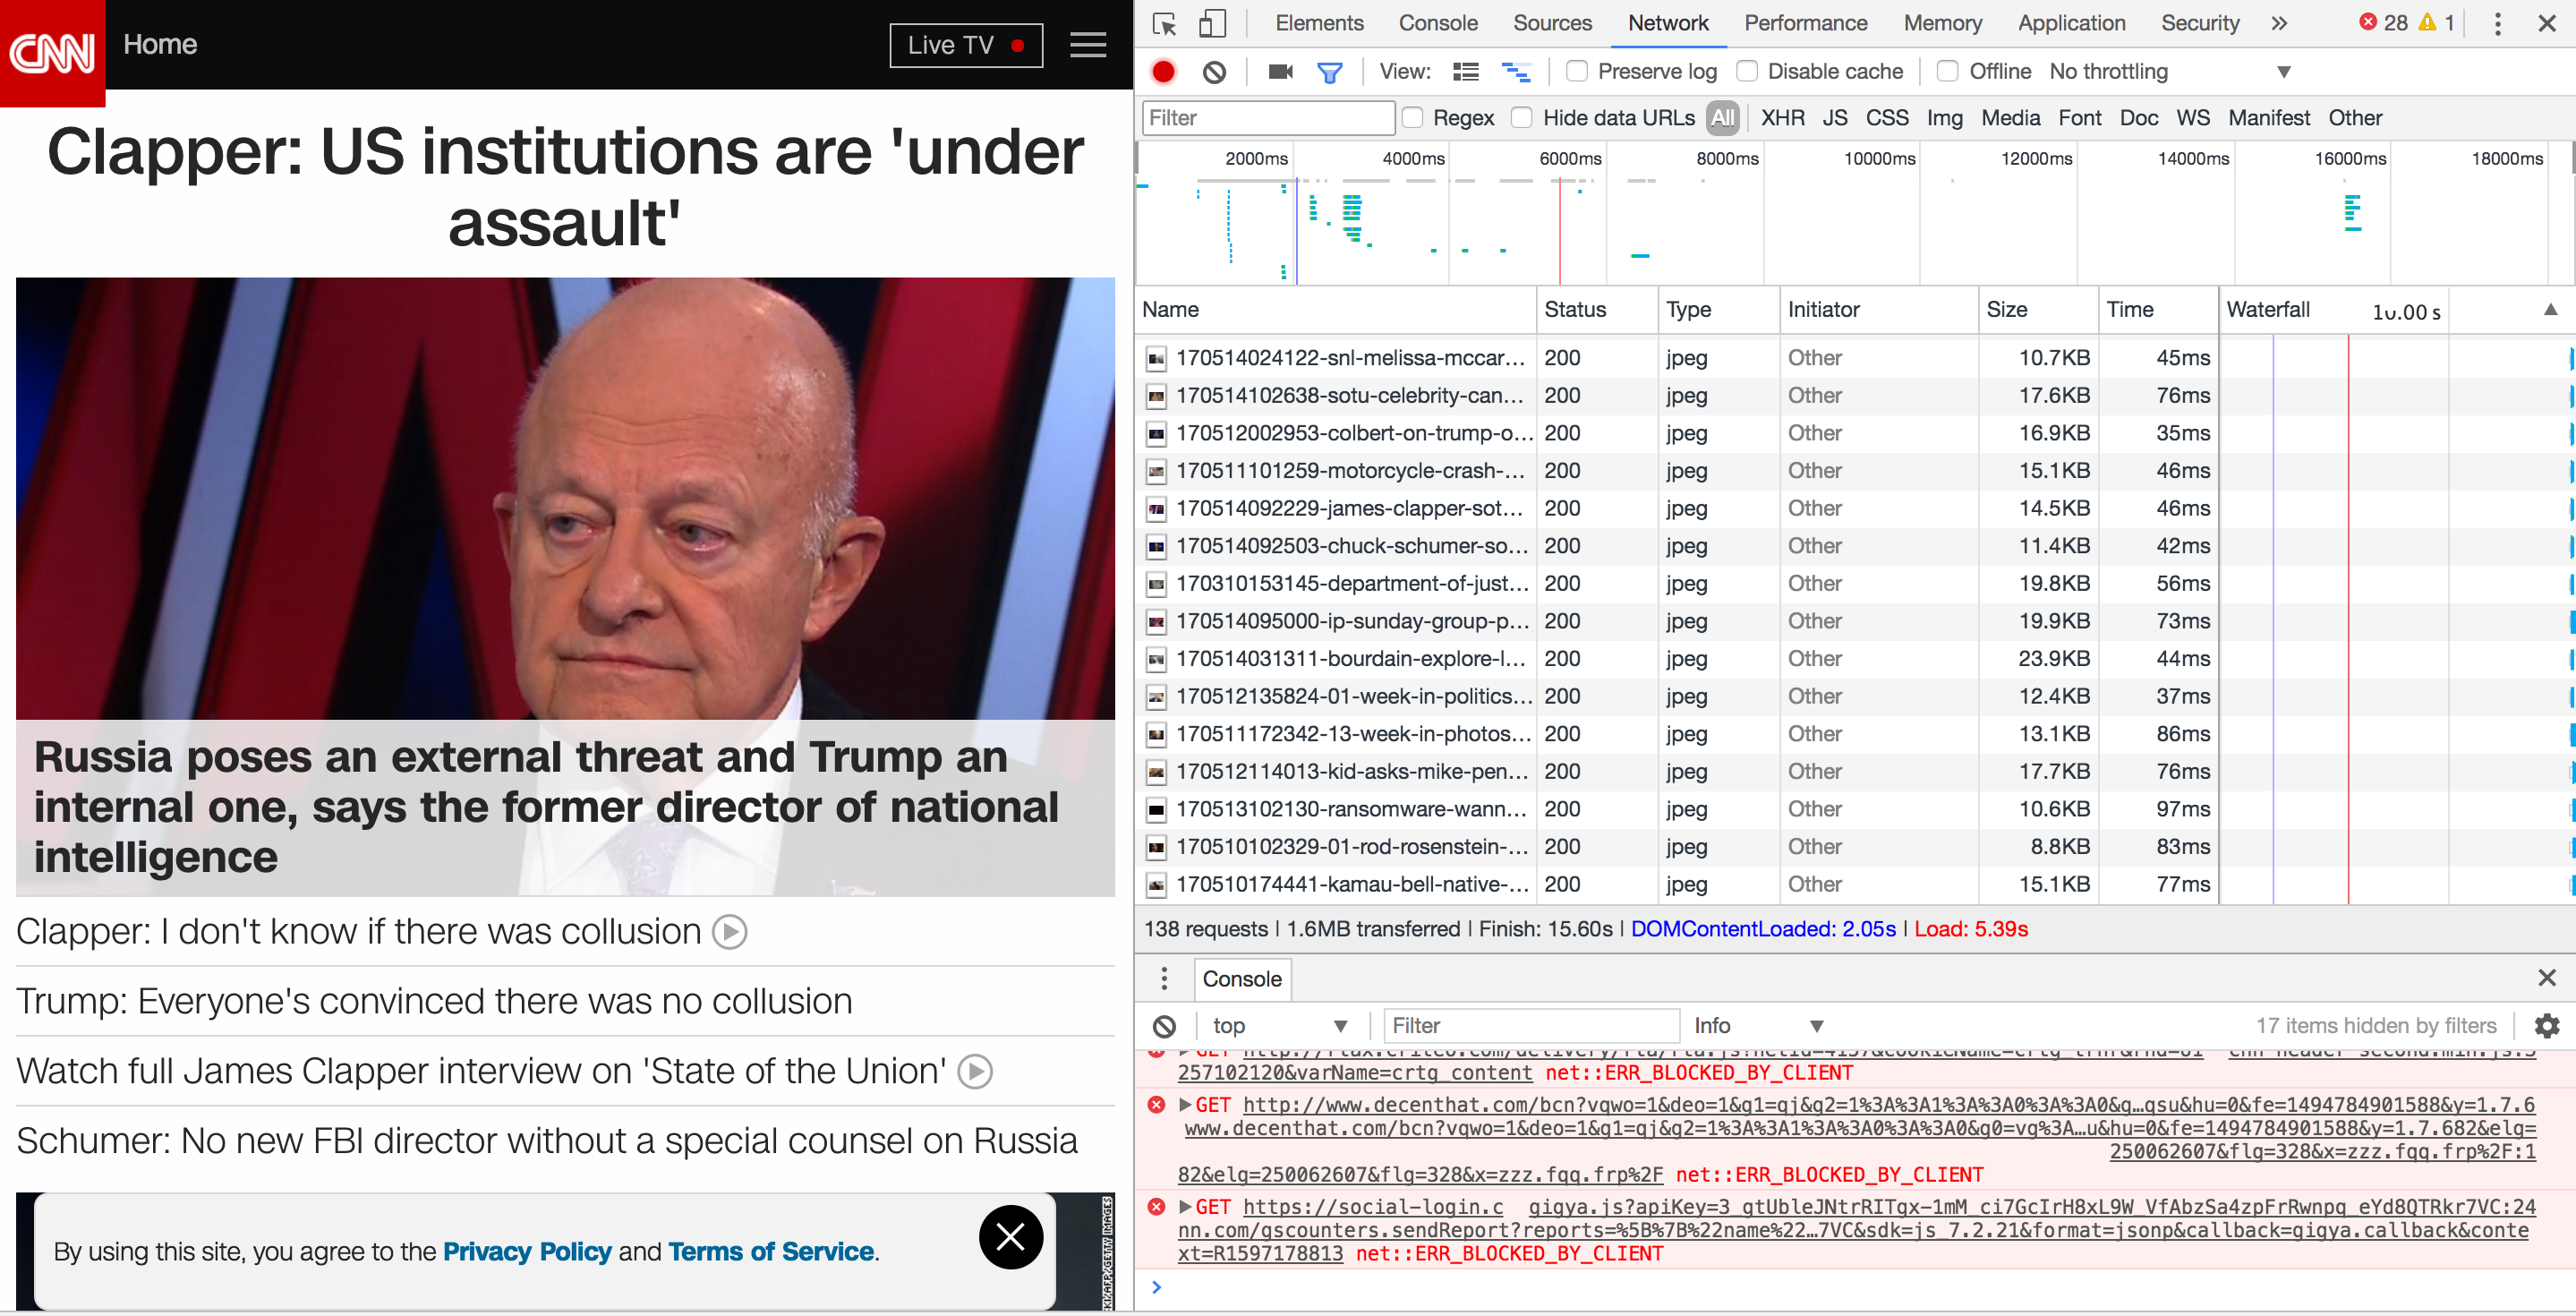 CNN
Home
Live TV
Clapper: US institutions are 'under
assault'
Russia poses an external threat and Trump an
internal one, says the former director of national
intelligence
Clapper: I don't know if there was collusion
Trump: Everyone's convinced there was no collusion
Watch full James Clapper interview on 'State of the Union'
Schumer: No new FBI director without a special counsel on Russia
By using this site, you agree to the Privacy Policy and Terms of Service.
Elements Console Sources Network Performance Memory Application Security » 28 1
View: Preserve log Disable cache Offline No throttling
Filter Regex Hide data URLs All XHR JS CSS Img Media Font Doc WS Manifest Other
2000ms 4000ms 6000ms 8000ms 10000ms 12000ms 14000ms 16000ms 18000ms
Name Status Type Initiator Size Time Waterfall 10.00 s
170514024122-snl-melissa-mccar… 200 jpeg Other 10.7KB 45ms
170514102638-sotu-celebrity-can… 200 jpeg Other 17.6KB 76ms
170512002953-colbert-on-trump-o… 200 jpeg Other 16.9KB 35ms
170511101259-motorcycle-crash-… 200 jpeg Other 15.1KB 46ms
170514092229-james-clapper-sot… 200 jpeg Other 14.5KB 46ms
170514092503-chuck-schumer-so… 200 jpeg Other 11.4KB 42ms
170310153145-department-of-just… 200 jpeg Other 19.8KB 56ms
170514095000-ip-sunday-group-p… 200 jpeg Other 19.9KB 73ms
170514031311-bourdain-explore-l… 200 jpeg Other 23.9KB 44ms
170512135824-01-week-in-politics… 200 jpeg Other 12.4KB 37ms
170511172342-13-week-in-photos… 200 jpeg Other 13.1KB 86ms
170512114013-kid-asks-mike-pen… 200 jpeg Other 17.7KB 76ms
170513102130-ransomware-wann… 200 jpeg Other 10.6KB 97ms
170510102329-01-rod-rosenstein-… 200 jpeg Other 8.8KB 83ms
170510174441-kamau-bell-native-… 200 jpeg Other 15.1KB 77ms
138 requests | 1.6MB transferred | Finish: 15.60s | DOMContentLoaded: 2.05s | Load: 5.39s
Console
top Filter Info 17 items hidden by filters
257102120&varName=crtg_content net::ERR_BLOCKED_BY_CLIENT
GET http://www.decenthat.com/bcn?vqwo=1&deo=1&g1=qj&g2=1%3A%3A1%3A%3A0%3A%3A0&g…qsu&hu=0&fe=1494784901588&y=1.7.6
www.decenthat.com/bcn?vqwo=1&deo=1&g1=qj&g2=1%3A%3A1%3A%3A0%3A%3A0&g0=vg%3A…u&hu=0&fe=1494784901588&y=1.7.682&elg=
250062607&flg=328&x=zzz.fqq.frp%2F:1
82&elg=250062607&flg=328&x=zzz.fqq.frp%2F net::ERR_BLOCKED_BY_CLIENT
GET https://social-login.c gigya.js?apiKey=3_gtUbleJNtrRITgx-1mM_ci7GcIrH8xL9W_VfAbzSa4zpFrRwnpq_eYd8QTRkr7VC:24
nn.com/gscounters.sendReport?reports=%5B%7B%22name%22…7VC&sdk=js_7.2.21&format=jsonp&callback=gigya.callback&conte
xt=R1597178813 net::ERR_BLOCKED_BY_CLIENT